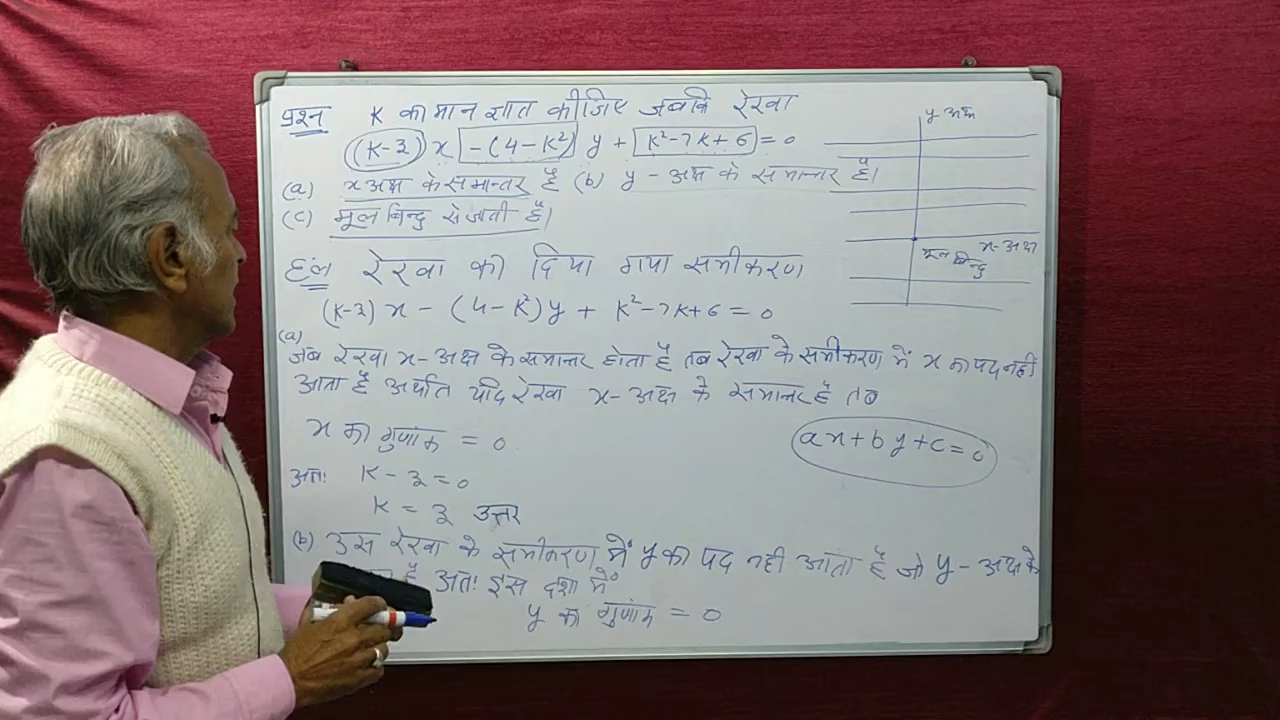 प्रश्न K का मान ज्ञात कीजिए जबकि रेखा
(K-3) x -(4-K²) y + K²-7K+6 = 0
(a) x अक्ष के समान्तर है (b) y - अक्ष के समान्तर है।
(c) मूल बिन्दु से जाती है।
y अक्ष
x-अक्ष
मूल बिन्दु
हल रेखा का दिया गया समीकरण
(K-3) x - (4-K²) y + K²-7K+6 = 0
(a)
जब रेखा x-अक्ष के समान्तर होता है तब रेखा के समीकरण में x का पद नहीं
आता है अर्थात यदि रेखा x-अक्ष के समान्तर है तब
x का गुणांक = 0
ax+by+c=0
अतः K-3=0
K = 3 उत्तर
(b) उस रेखा के समीकरण में y का पद नही आता है जो y-अक्ष के
है अतः इस दशा में
y का गुणांक = 0